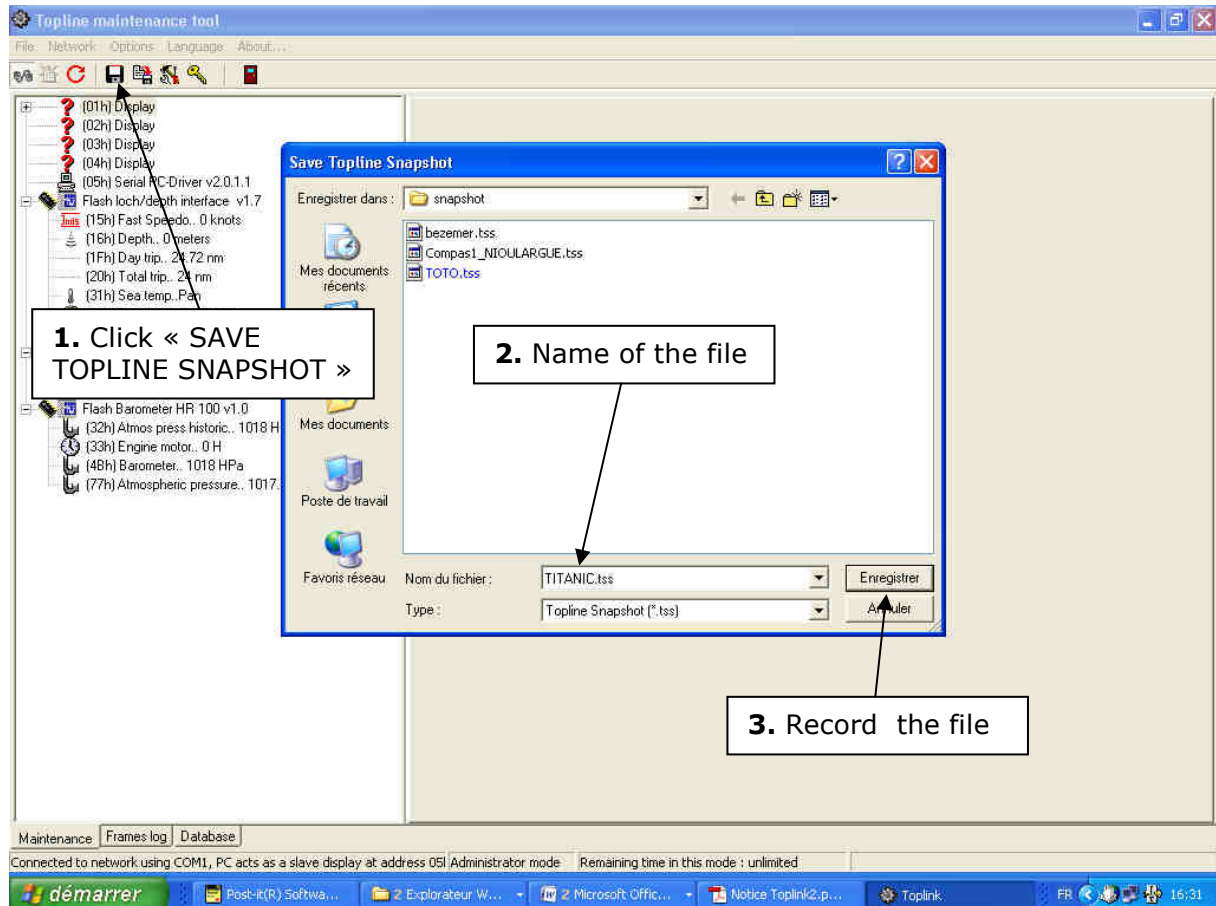 Topline maintenance tool
File Network Options Language About...
(01h) Display
(02h) Display
(03h) Display
(04h) Display
(05h) Serial PC-Driver v2.0.1.1
Flash loch/depth interface v1.7
(15h) Fast Speedo.. 0 knots
(16h) Depth.. 0 meters
(1Fh) Day trip.. 24.72 nm
(20h) Total trip.. 24 nm
(31h) Sea temp..Pan
Flash Barometer HR 100 v1.0
(32h) Atmos press historic.. 1018 H
(33h) Engine motor.. 0 H
(4Bh) Barometer.. 1018 HPa
(77h) Atmospheric pressure.. 1017.
1. Click « SAVE
TOPLINE SNAPSHOT »
Save Topline Snapshot
Enregistrer dans :
snapshot
Mes documents
récents
Mes documents
Poste de travail
Favoris réseau
bezemer.tss
Compas1_NIOULARGUE.tss
TOTO.tss
2. Name of the file
Nom du fichier :
TITANIC.tss
Enregistrer
Type :
Topline Snapshot (*.tss)
Annuler
3. Record the file
Maintenance Frames log Database
Connected to network using COM1, PC acts as a slave display at address 05 Administrator mode Remaining time in this mode : unlimited
démarrer
Post-it(R) Softwa...
2 Explorateur W...
2 Microsoft Offic...
Notice Toplink2.p...
Toplink
FR
16:31